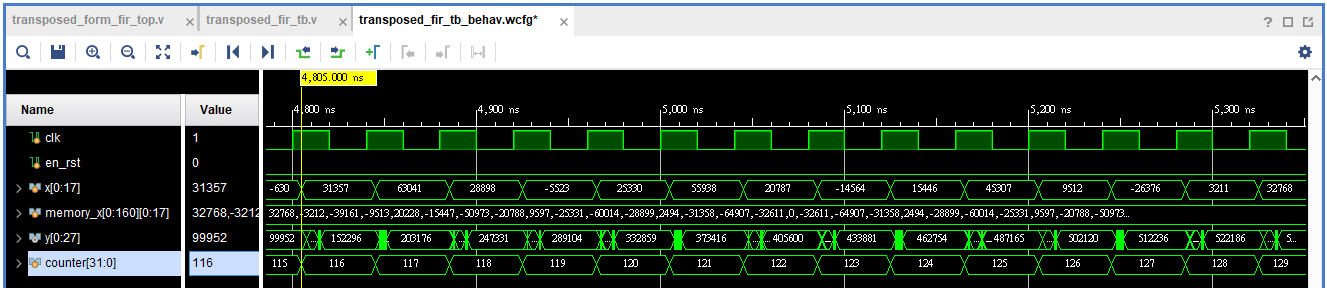 transposed_form_fir_top.v × transposed_fir_tb.v × transposed_fir_tb_behav.wcfg* ×
4,805.000 ns
Name Value 4,800 ns 4,900 ns 5,000 ns 5,100 ns 5,200 ns 5,300 ns
clk 1
en_rst 0
x[0:17] 31357 -630 31357 63041 28898 -5523 25330 55938 20787 -14564 15446 45307 9512 -26376 3211 32768
memory_x[0:160][0:17] 32768,-3212 32768,-3212,-39161,-9513,20228,-15447,-50973,-20788,9597,-25331,-60014,-28899,2494,-31358,-64907,-32611,0,-32611,-64907,-31358,2494,-28899,-60014,-25331,9597,-20788,-50973...
y[0:27] 99952 99952 152296 203176 247331 289104 332859 373416 405600 433881 462754 487165 502120 512236 522186 5...
counter[31:0] 116 115 116 117 118 119 120 121 122 123 124 125 126 127 128 129